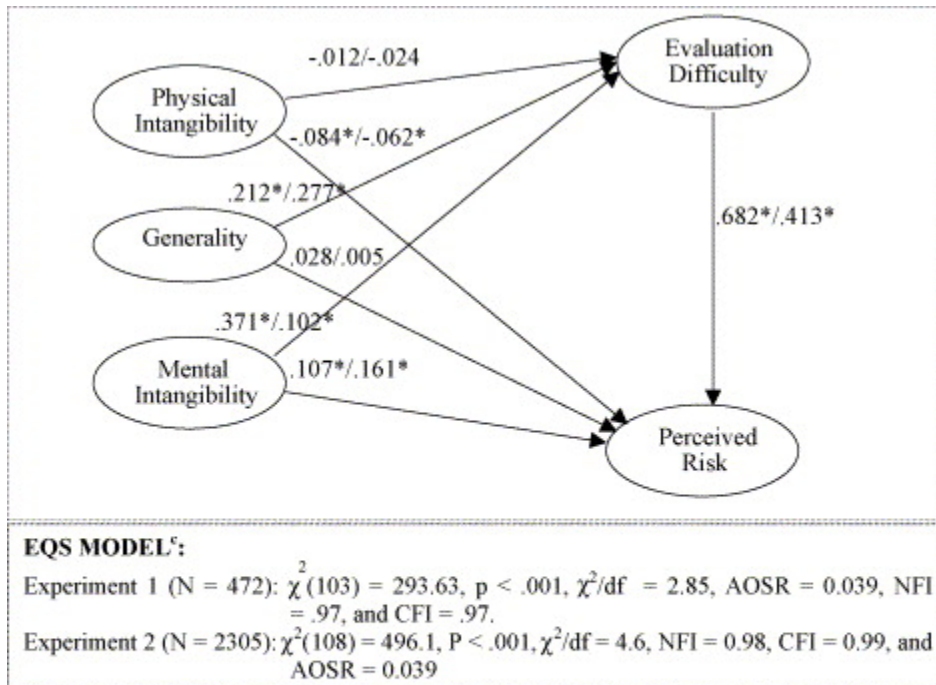 Evaluation
Difficulty
-.012/-.024
Physical
Intangibility
-.084*/-.062*
.212*/.277*
.682*/.413*
Generality
.028/.005
.371*/.102*
Mental
Intangibility
.107*/.161*
Perceived
Risk
EQS MODELᶜ:
Experiment 1 (N = 472): χ²(103) = 293.63, p < .001, χ²/df = 2.85, AOSR = 0.039, NFI
= .97, and CFI = .97.
Experiment 2 (N = 2305): χ²(108) = 496.1, P < .001, χ²/df = 4.6, NFI = 0.98, CFI = 0.99, and
AOSR = 0.039